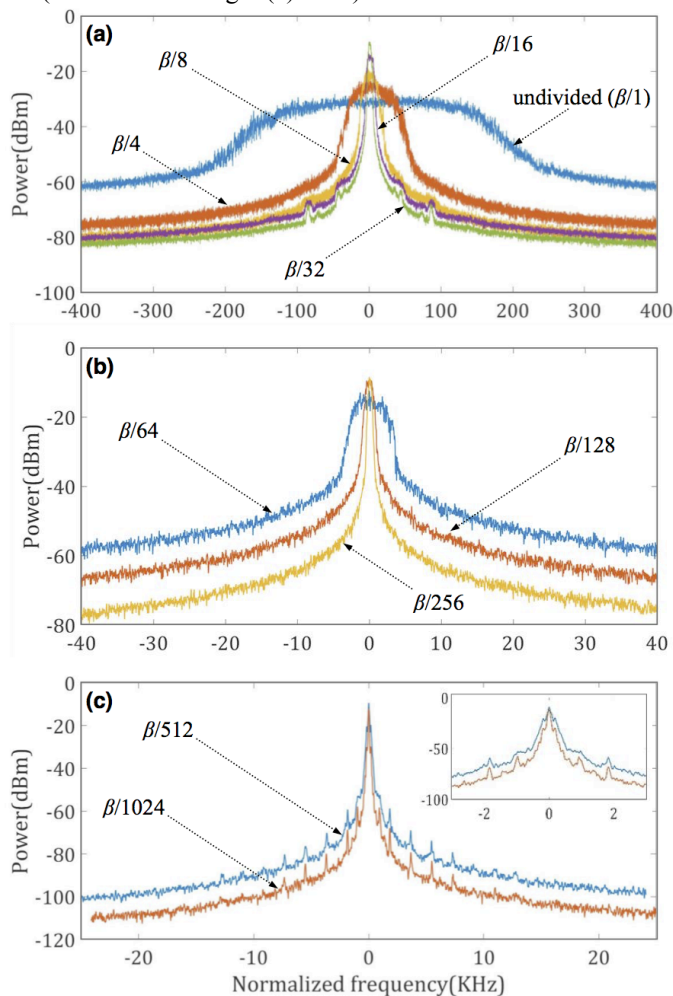 (a)
0
-20
-40
-60
-80
-100
Power(dBm)
β/8
β/16
undivided (β/1)
β/4
β/32
-400 -300 -200 -100 0 100 200 300 400
(b)
0
-20
-40
-60
-80
Power(dBm)
β/64
β/128
β/256
-40 -30 -20 -10 0 10 20 30 40
(c)
0
-20
-40
-60
-80
-100
-120
Power(dBm)
β/512
β/1024
0
-50
-100
-2 0 2
-20 -10 0 10 20
Normalized frequency(KHz)